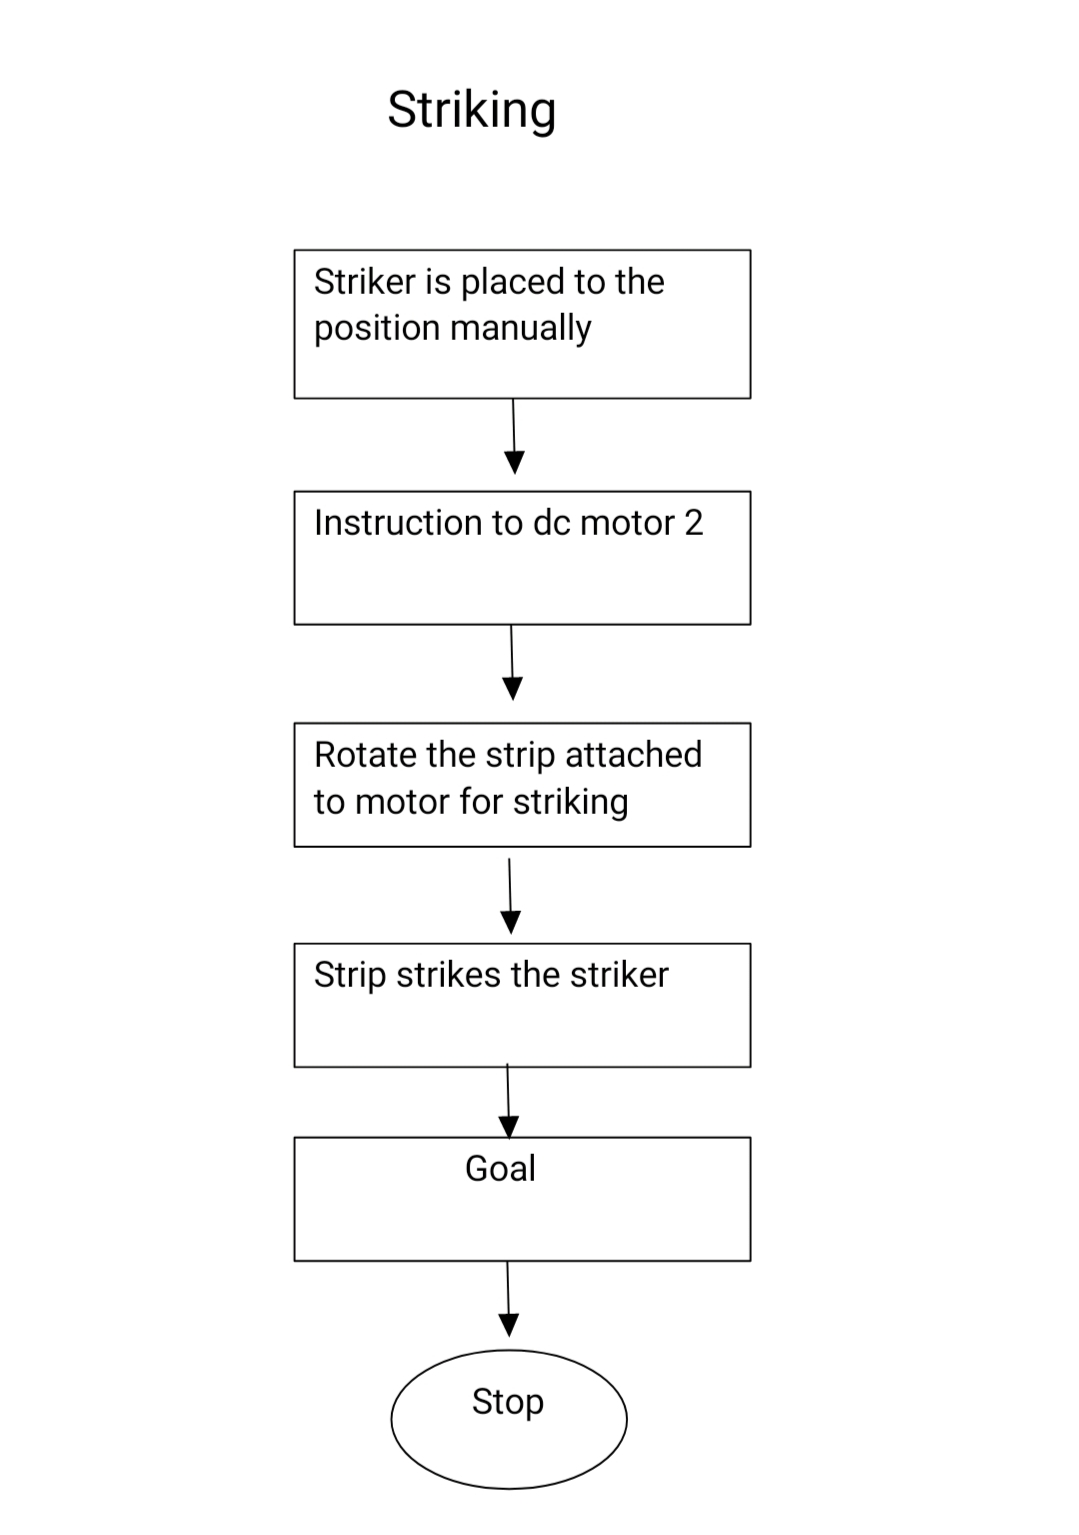 Striking
Striker is placed to the
position manually
Instruction to dc motor 2
Rotate the strip attached
to motor for striking
Strip strikes the striker
Goal
Stop